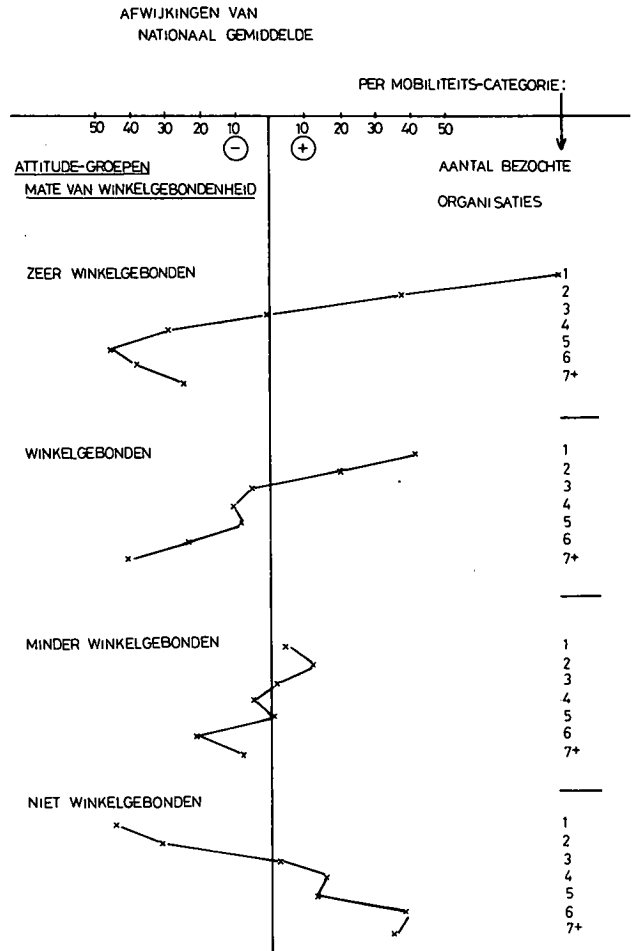 AFWIJKINGEN VAN
NATIONAAL GEMIDDELDE
PER MOBILITEITS-CATEGORIE:
50 40 30 20 10 10 20 30 40 50
- +
ATTITUDE-GROEPEN
MATE VAN WINKELGEBONDENHEID
AANTAL BEZOCHTE
ORGANISATIES
ZEER WINKELGEBONDEN
1
2
3
4
5
6
7+
WINKELGEBONDEN
1
2
3
4
5
6
7+
MINDER WINKELGEBONDEN
1
2
3
4
5
6
7+
NIET WINKELGEBONDEN
1
2
3
4
5
6
7+